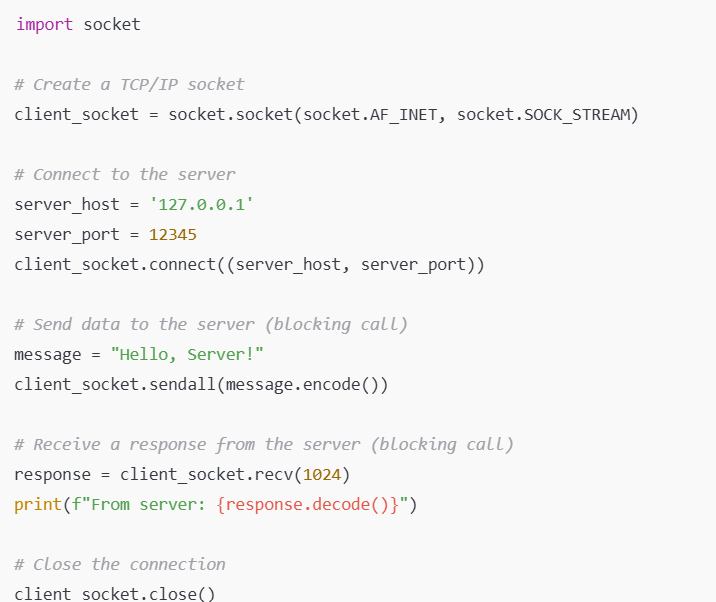 import socket
# Create a TCP/IP socket
client_socket = socket.socket(socket.AF_INET, socket.SOCK_STREAM)
# Connect to the server
server_host = '127.0.0.1'
server_port = 12345
client_socket.connect((server_host, server_port))
# Send data to the server (blocking call)
message = "Hello, Server!"
client_socket.sendall(message.encode())
# Receive a response from the server (blocking call)
response = client_socket.recv(1024)
print(f"From server: {response.decode()}")
# Close the connection
client_socket.close()